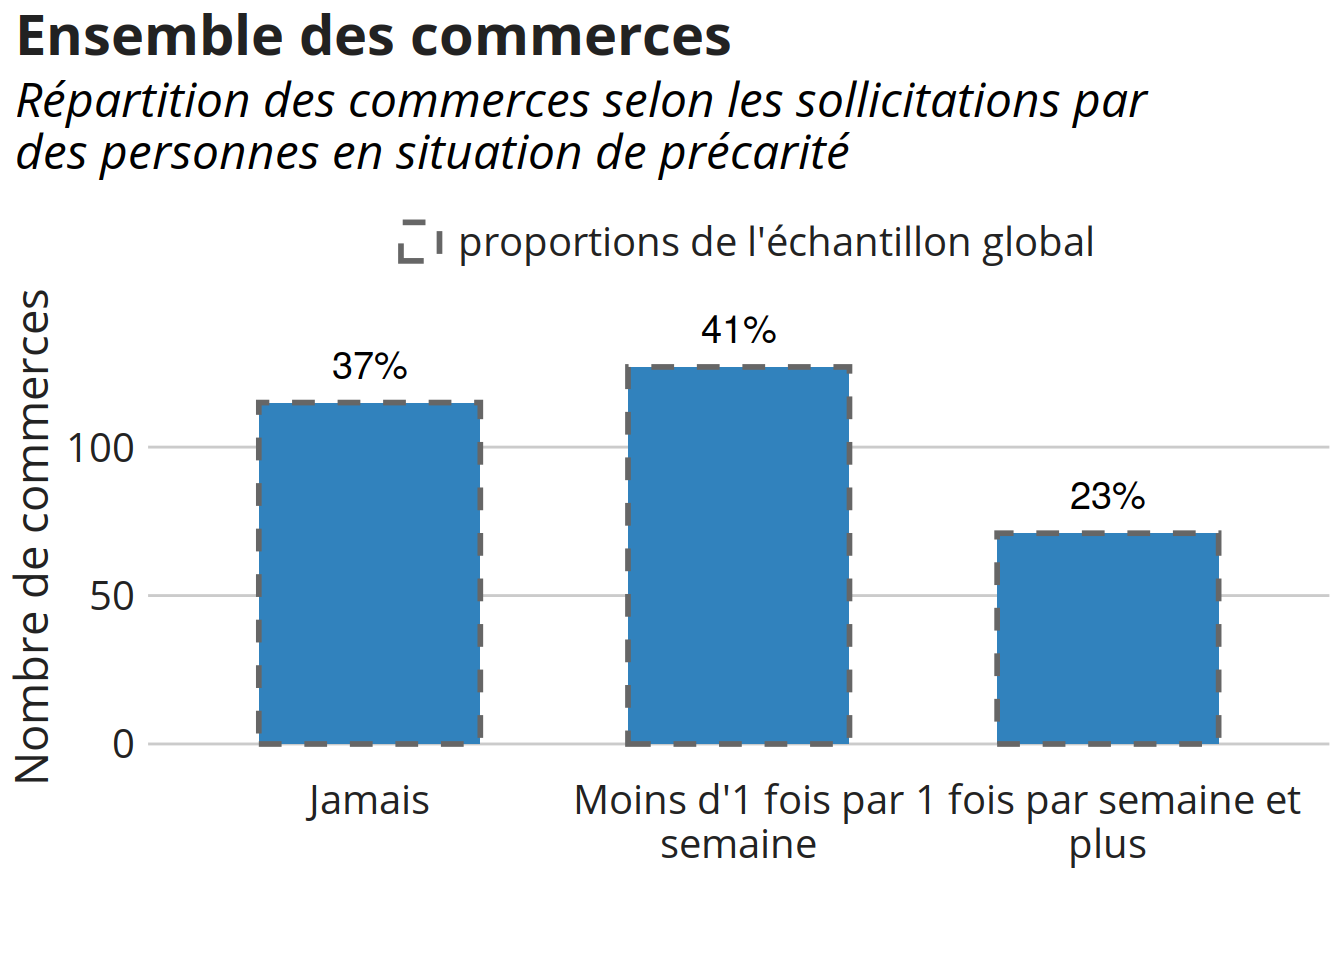 Ensemble des commerces
Répartition des commerces selon les sollicitations par
des personnes en situation de précarité
proportions de l'échantillon global
Nombre de commerces
41%
37%
100
23%
50
0
Jamais
Moins d'1 fois par
semaine
1 fois par semaine et
plus